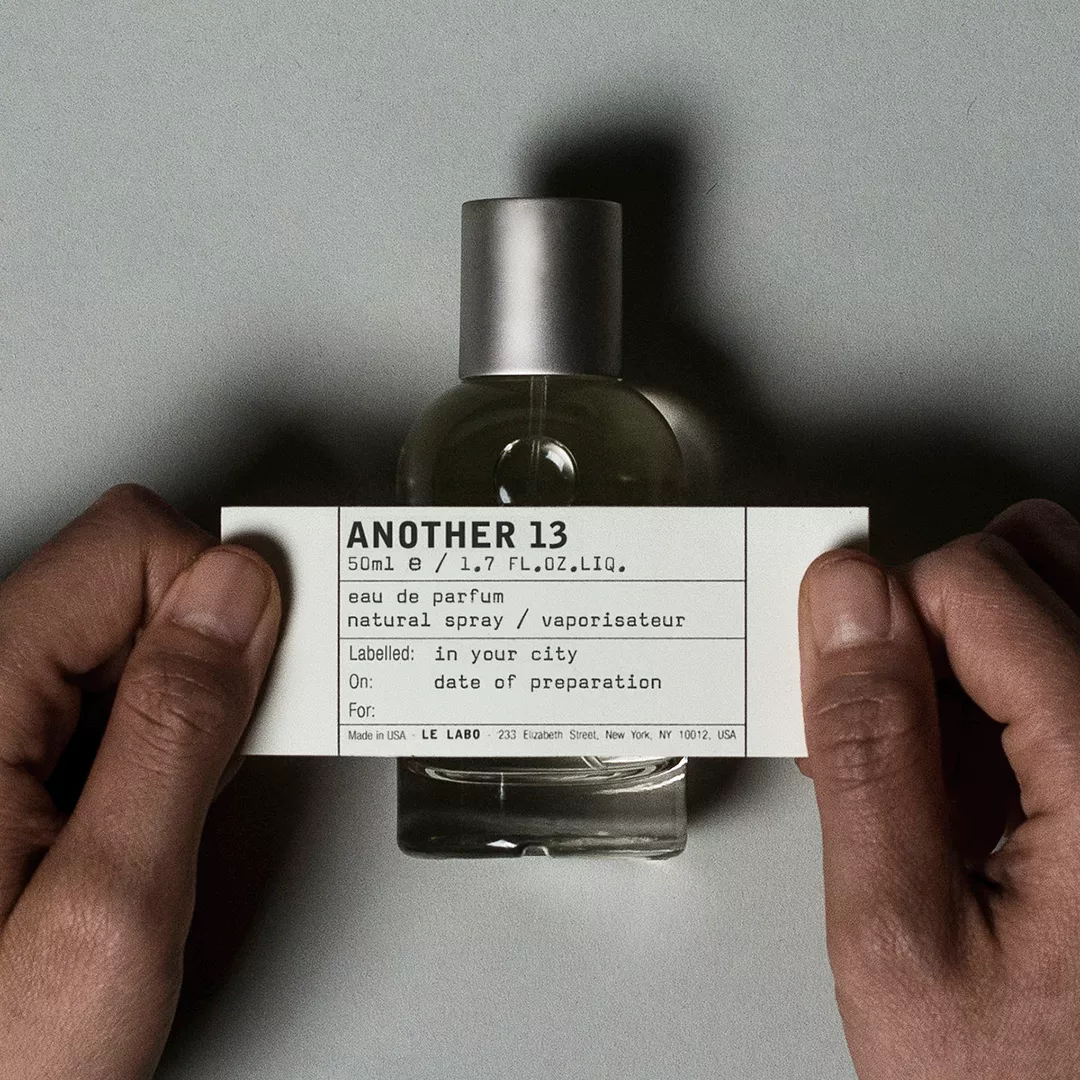 ANOTHER 13
50ml e / 1.7 FL.OZ.LIQ.
eau de parfum
natural spray / vaporisateur
Labelled: in your city
On: date of preparation
For:
Made in USA - LE LABO - 233 Elizabeth Street, New York, NY 10012, USA